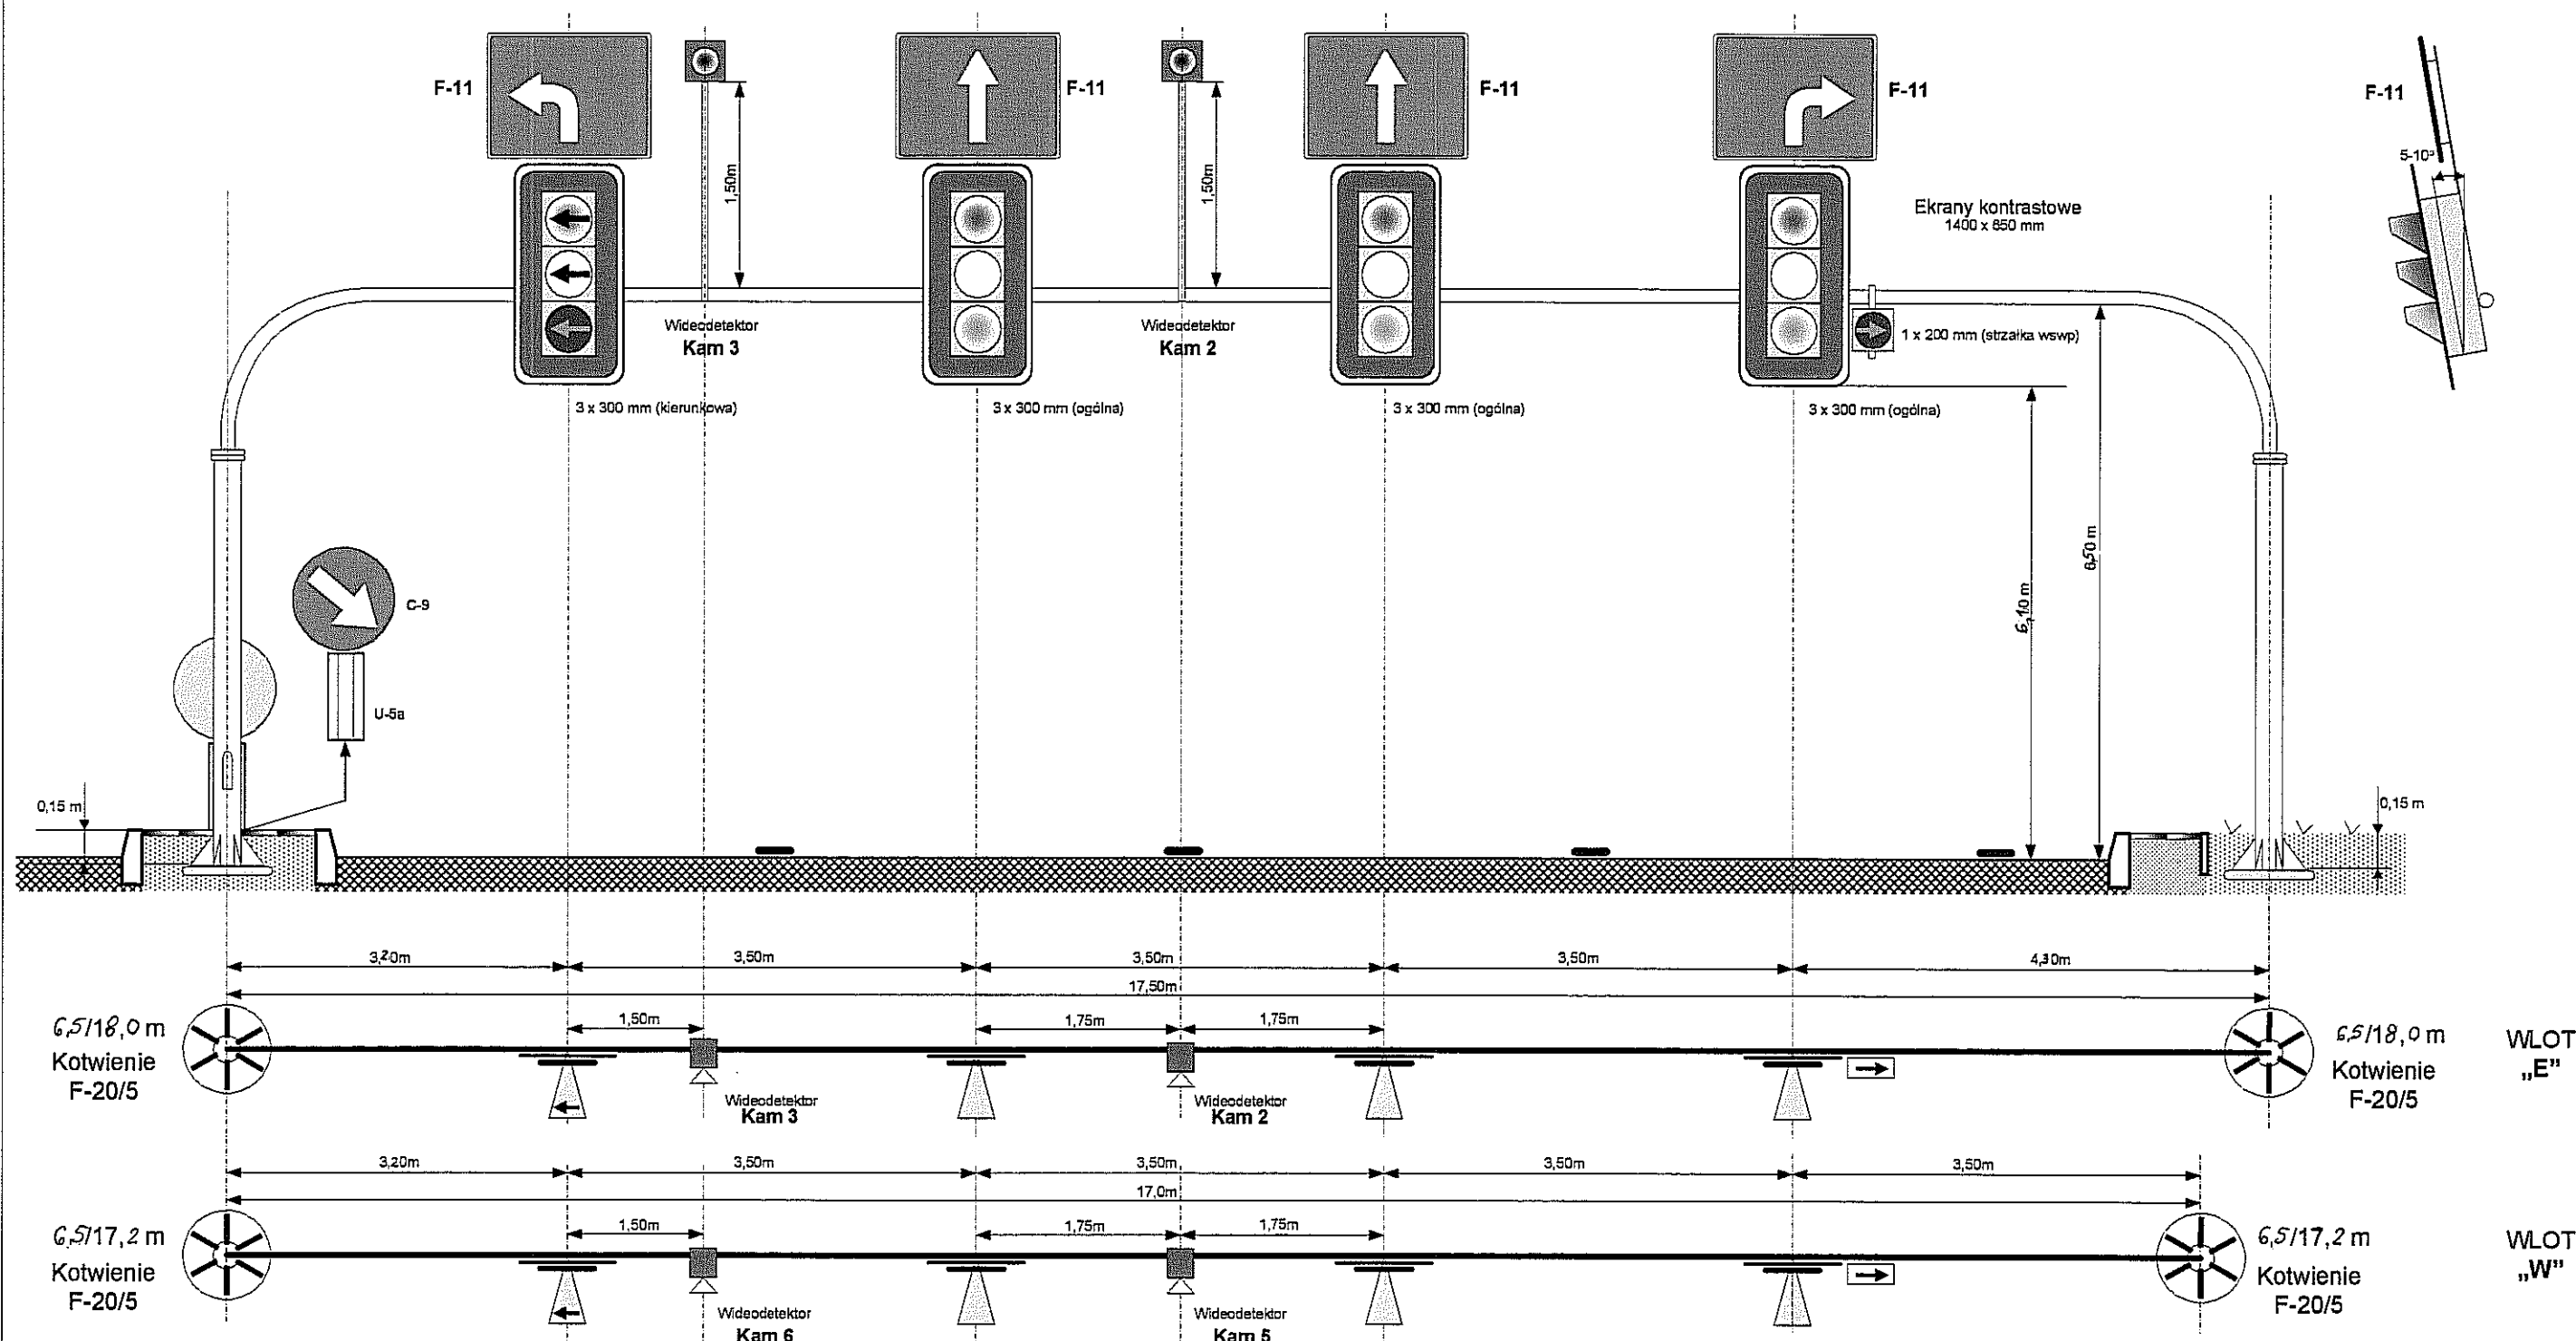 F-11
F-11
F-11
F-11
F-11
5-10°
1,50m
1,50m
Ekrany kontrastowe
1400 x 850 mm
Wideodetektor
Kam 3
Wideodetektor
Kam 2
1 x 200 mm (strzałka wswp)
3 x 300 mm (kierunkowa)
3 x 300 mm (ogólna)
3 x 300 mm (ogólna)
3 x 300 mm (ogólna)
6,50 m
6,10 m
C-9
U-5a
0,15 m
0,15 m
3,20m
3,50m
3,50m
3,50m
4,30m
17,50m
6,5/18,0 m
Kotwienie
F-20/5
1,50m
1,75m
1,75m
6,5/18,0 m
Kotwienie
F-20/5
WLOT
„E”
Wideodetektor
Kam 3
Wideodetektor
Kam 2
3,20m
3,50m
3,50m
3,50m
3,50m
17,0m
6,5/17,2 m
Kotwienie
F-20/5
1,50m
1,75m
1,75m
6,5/17,2 m
Kotwienie
F-20/5
WLOT
„W”
Wideodetektor
Kam 6
Wideodetektor
Kam 5